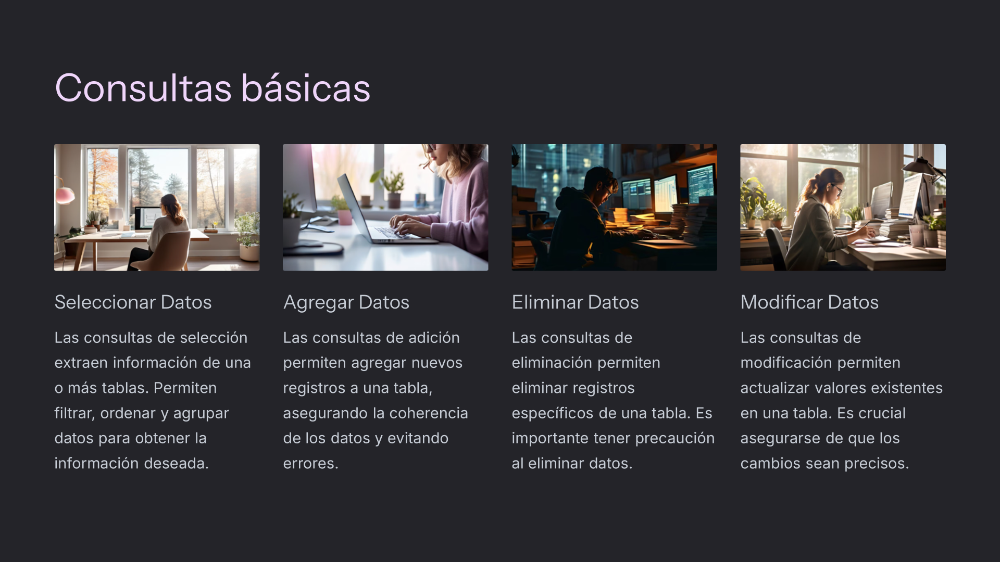 Consultas básicas
Seleccionar Datos
Las consultas de selección
extraen información de una
o más tablas. Permiten
filtrar, ordenar y agrupar
datos para obtener la
información deseada.
Agregar Datos
Las consultas de adición
permiten agregar nuevos
registros a una tabla,
asegurando la coherencia
de los datos y evitando
errores.
Eliminar Datos
Las consultas de
eliminación permiten
eliminar registros
específicos de una tabla. Es
importante tener precaución
al eliminar datos.
Modificar Datos
Las consultas de
modificación permiten
actualizar valores existentes
en una tabla. Es crucial
asegurarse de que los
cambios sean precisos.